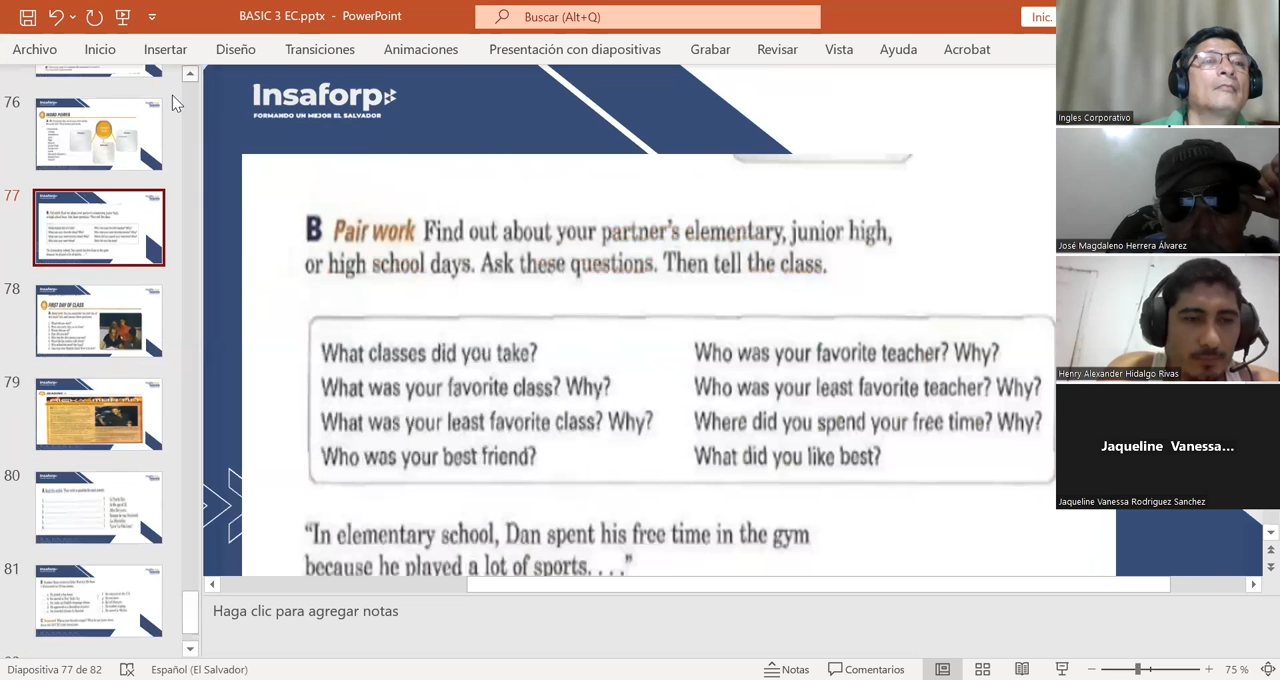 BASIC 3 EC.pptx - PowerPoint
Buscar (Alt+Q)
Inic.
Archivo Inicio Insertar Diseño Transiciones Animaciones Presentación con diapositivas Grabar Revisar Vista Ayuda Acrobat
76
WORD POWER
77
78
FIRST DAY OF CLASS
79
80
81
Insaforp
FORMANDO UN MEJOR EL SALVADOR
B Pair work Find out about your partner's elementary, junior high,
or high school days. Ask these questions. Then tell the class.
What classes did you take?
What was your favorite class? Why?
What was your least favorite class? Why?
Who was your best friend?
Who was your favorite teacher? Why?
Who was your least favorite teacher? Why?
Where did you spend your free time? Why?
What did you like best?
"In elementary school, Dan spent his free time in the gym
because he played a lot of sports. . . ."
Ingles Corporativo
José Magdaleno Herrera Álvarez
Henry Alexander Hidalgo Rivas
Jaqueline Vanessa...
Jaqueline Vanessa Rodriguez Sanchez
Haga clic para agregar notas
Diapositiva 77 de 82 Español (El Salvador) Notas Comentarios 75 %